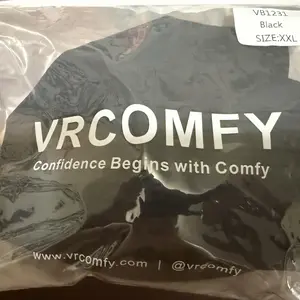 VB1231
Black
SIZE:XXL
VRCOMFY
Confidence Begins with Comfy
www.vrcomfy.com | @vrcomfy